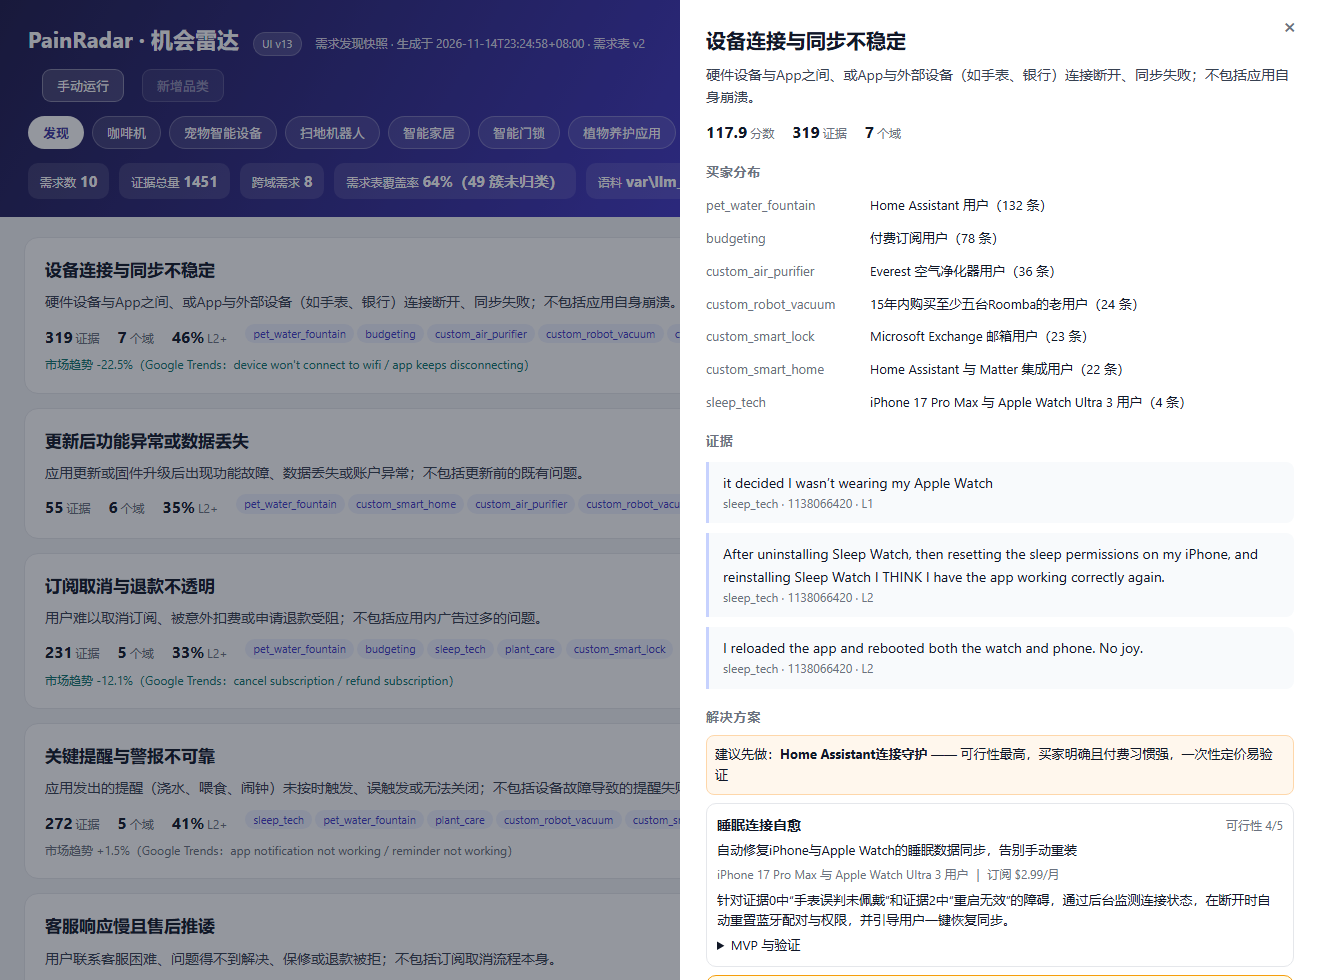 PainRadar · 机会雷达
UI v13
需求发现快照 · 生成于 2026-11-14T23:24:58+08:00 · 需求表 v2
手动运行
新增品类
发现
咖啡机
宠物智能设备
扫地机器人
智能家居
智能门锁
植物养护应用
需求数 10
证据总量 1451
跨域需求 8
需求表覆盖率 64%（49 簇未归类）
语料 var\llm_
设备连接与同步不稳定
硬件设备与App之间、或App与外部设备（如手表、银行）连接断开、同步失败；不包括应用自身崩溃。
319 证据 7 个域 46% L2+ pet_water_fountain budgeting custom_air_purifier custom_robot_vacuum
市场趋势 -22.5%（Google Trends：device won't connect to wifi / app keeps disconnecting）
更新后功能异常或数据丢失
应用更新或固件升级后出现功能故障、数据丢失或账户异常；不包括更新前的既有问题。
55 证据 6 个域 35% L2+ pet_water_fountain custom_smart_home custom_air_purifier custom_robot_vacu
订阅取消与退款不透明
用户难以取消订阅、被意外扣费或申请退款受阻；不包括应用内广告过多的问题。
231 证据 5 个域 33% L2+ pet_water_fountain budgeting sleep_tech plant_care custom_smart_lock
市场趋势 -12.1%（Google Trends：cancel subscription / refund subscription）
关键提醒与警报不可靠
应用发出的提醒（浇水、喂食、闹钟）未按时触发、误触发或无法关闭；不包括设备故障导致的提醒失败
272 证据 5 个域 41% L2+ sleep_tech pet_water_fountain plant_care custom_robot_vacuum custom_s
市场趋势 +1.5%（Google Trends：app notification not working / reminder not working）
客服响应慢且售后推诿
用户联系客服困难、问题得不到解决、保修或退款被拒；不包括订阅取消流程本身。
×
设备连接与同步不稳定
硬件设备与App之间、或App与外部设备（如手表、银行）连接断开、同步失败；不包括应用自
身崩溃。
117.9 分数 319 证据 7 个域
买家分布
pet_water_fountain Home Assistant 用户（132 条）
budgeting 付费订阅用户（78 条）
custom_air_purifier Everest 空气净化器用户（36 条）
custom_robot_vacuum 15年内购买至少五台Roomba的老用户（24 条）
custom_smart_lock Microsoft Exchange 邮箱用户（23 条）
custom_smart_home Home Assistant 与 Matter 集成用户（22 条）
sleep_tech iPhone 17 Pro Max 与 Apple Watch Ultra 3 用户（4 条）
证据
it decided I wasn't wearing my Apple Watch
sleep_tech · 1138066420 · L1
After uninstalling Sleep Watch, then resetting the sleep permissions on my iPhone, and
reinstalling Sleep Watch I THINK I have the app working correctly again.
sleep_tech · 1138066420 · L2
I reloaded the app and rebooted both the watch and phone. No joy.
sleep_tech · 1138066420 · L2
解决方案
建议先做：Home Assistant连接守护 —— 可行性最高，买家明确且付费习惯强，一次性定价易验
证
睡眠连接自愈
可行性 4/5
自动修复iPhone与Apple Watch的睡眠数据同步，告别手动重装
iPhone 17 Pro Max 与 Apple Watch Ultra 3 用户 ｜ 订阅 $2.99/月
针对证据0中“手表误判未佩戴”和证据2中“重启无效”的障碍，通过后台监测连接状态，在断开时自
动重置蓝牙配对与权限，并引导用户一键恢复同步。
▶ MVP 与验证